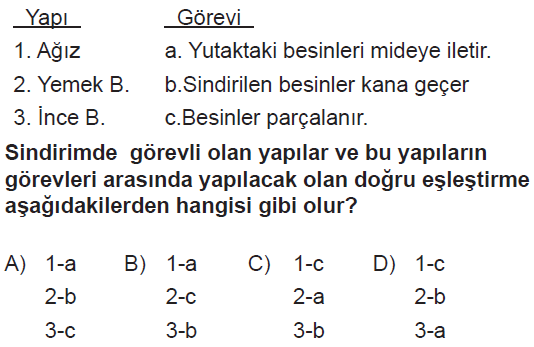 Yapı Görevi
1. Ağız a. Yutaktaki besinleri mideye iletir.
2. Yemek B. b.Sindirilen besinler kana geçer
3. İnce B. c.Besinler parçalanır.
Sindirimde görevli olan yapılar ve bu yapıların
görevleri arasında yapılacak olan doğru eşleştirme
aşağıdakilerden hangisi gibi olur?
A) 1-a B) 1-a C) 1-c D) 1-c
2-b 2-c 2-a 2-b
3-c 3-b 3-b 3-a